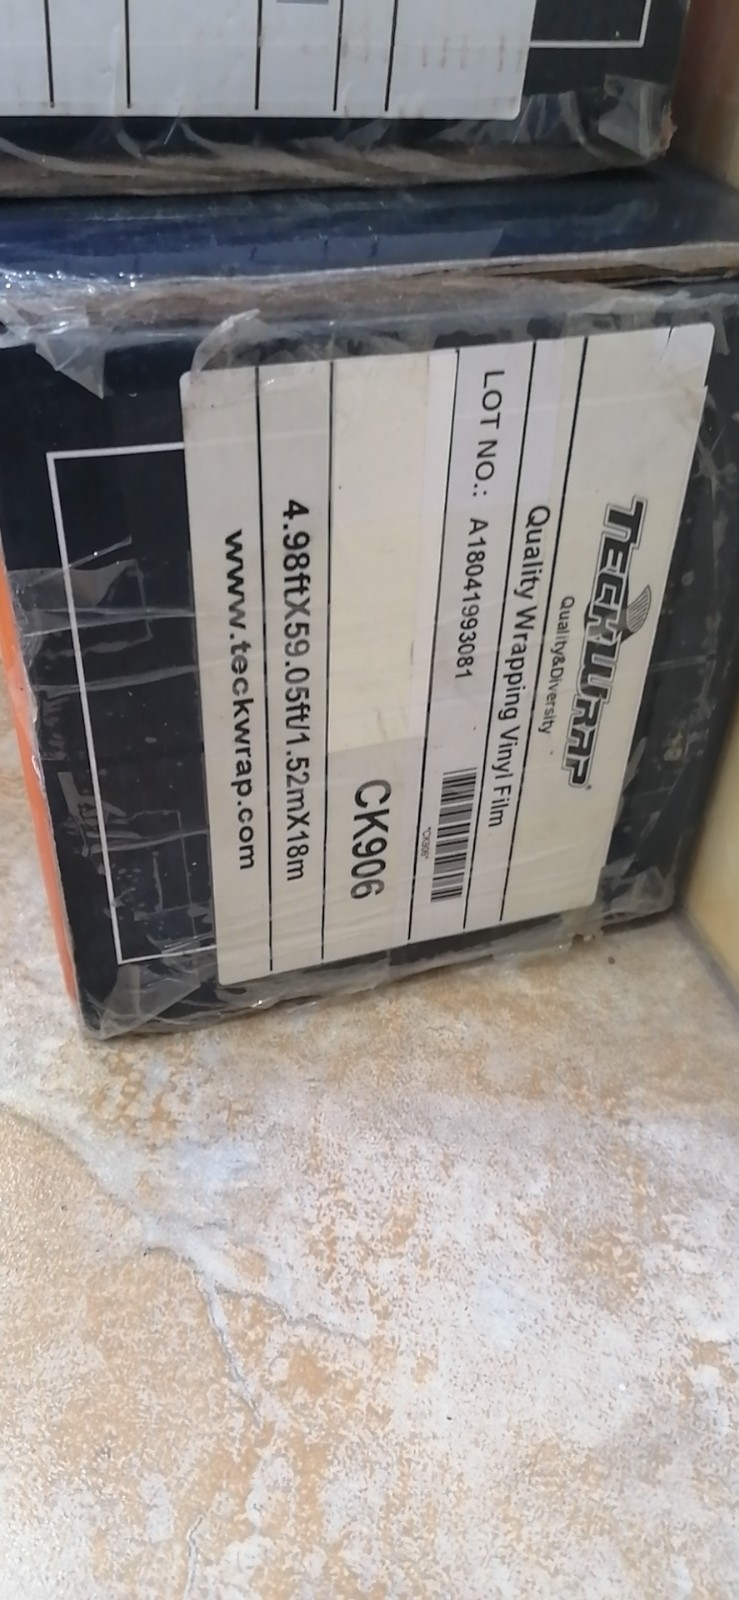 TECKWRAP®
Quality&Diversity
Quality Wrapping Vinyl Film
LOT NO.: A18041993081
*CK906*
CK906
4.98ftX59.05ft/1.52mX18m
www.teckwrap.com